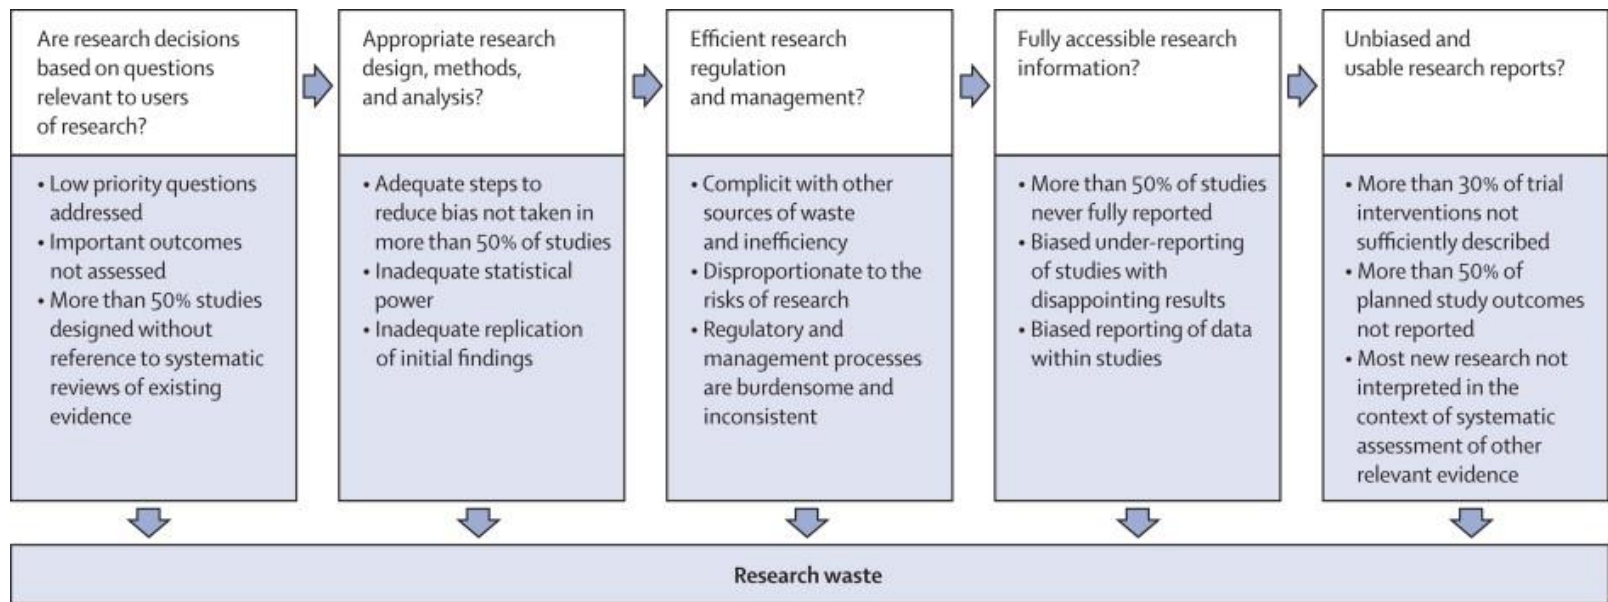 Are research decisions
based on questions
relevant to users
of research?
• Low priority questions
addressed
• Important outcomes
not assessed
• More than 50% studies
designed without
reference to systematic
reviews of existing
evidence
Appropriate research
design, methods,
and analysis?
• Adequate steps to
reduce bias not taken in
more than 50% of studies
• Inadequate statistical
power
• Inadequate replication
of initial findings
Efficient research
regulation
and management?
• Complicit with other
sources of waste
and inefficiency
• Disproportionate to the
risks of research
• Regulatory and
management processes
are burdensome and
inconsistent
Fully accessible research
information?
• More than 50% of studies
never fully reported
• Biased under-reporting
of studies with
disappointing results
• Biased reporting of data
within studies
Unbiased and
usable research reports?
• More than 30% of trial
interventions not
sufficiently described
• More than 50% of
planned study outcomes
not reported
• Most new research not
interpreted in the
context of systematic
assessment of other
relevant evidence
Research waste